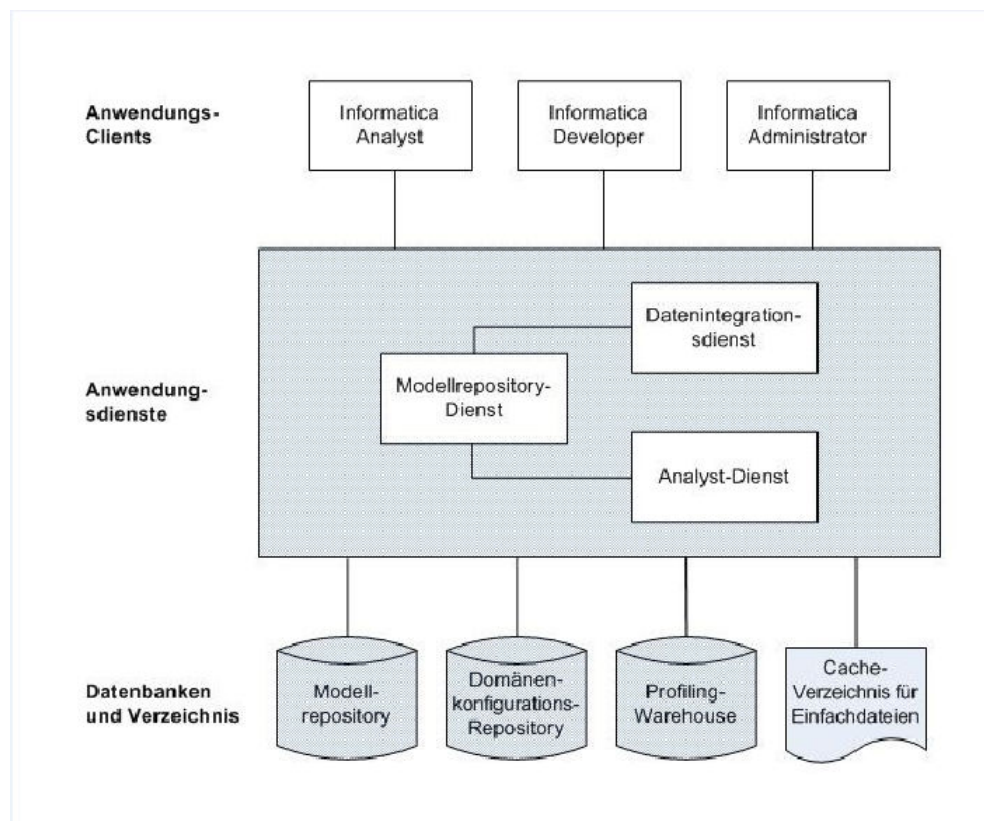 Anwendungs-
Clients
Informatica
Analyst
Informatica
Developer
Informatica
Administrator
Anwendung-
sdienste
Datenintegration-
sdienst
Modellrepository-
Dienst
Analyst-Dienst
Datenbanken
und Verzeichnis
Modell-
repository
Domänen-
konfigurations-
Repository
Profiling-
Warehouse
Cache-
Verzeichnis für
Einfachdateien